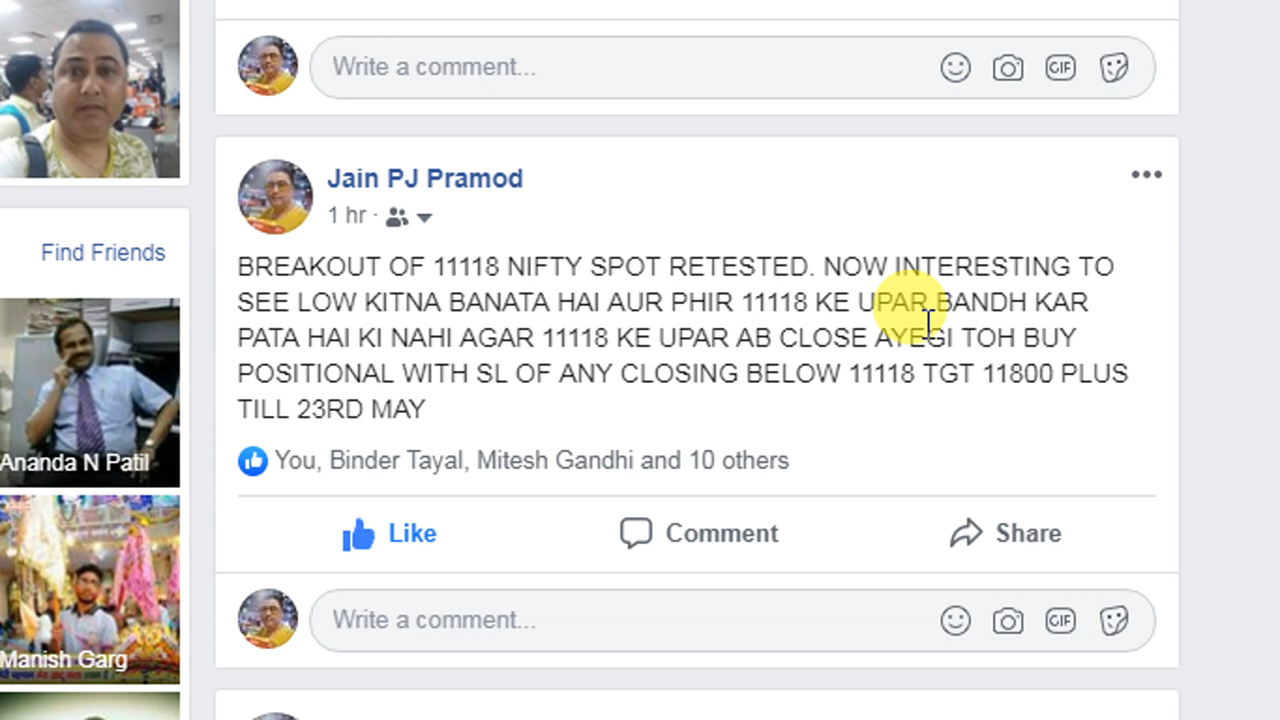 Write a comment...
GIF
Jain PJ Pramod
1 hr ·
Find Friends
BREAKOUT OF 11118 NIFTY SPOT RETESTED. NOW INTERESTING TO
SEE LOW KITNA BANATA HAI AUR PHIR 11118 KE UPAR BANDH KAR
PATA HAI KI NAHI AGAR 11118 KE UPAR AB CLOSE AYEGI TOH BUY
POSITIONAL WITH SL OF ANY CLOSING BELOW 11118 TGT 11800 PLUS
TILL 23RD MAY
Ananda N Patil
You, Binder Tayal, Mitesh Gandhi and 10 others
Like Comment Share
Write a comment...
GIF
Manish Garg